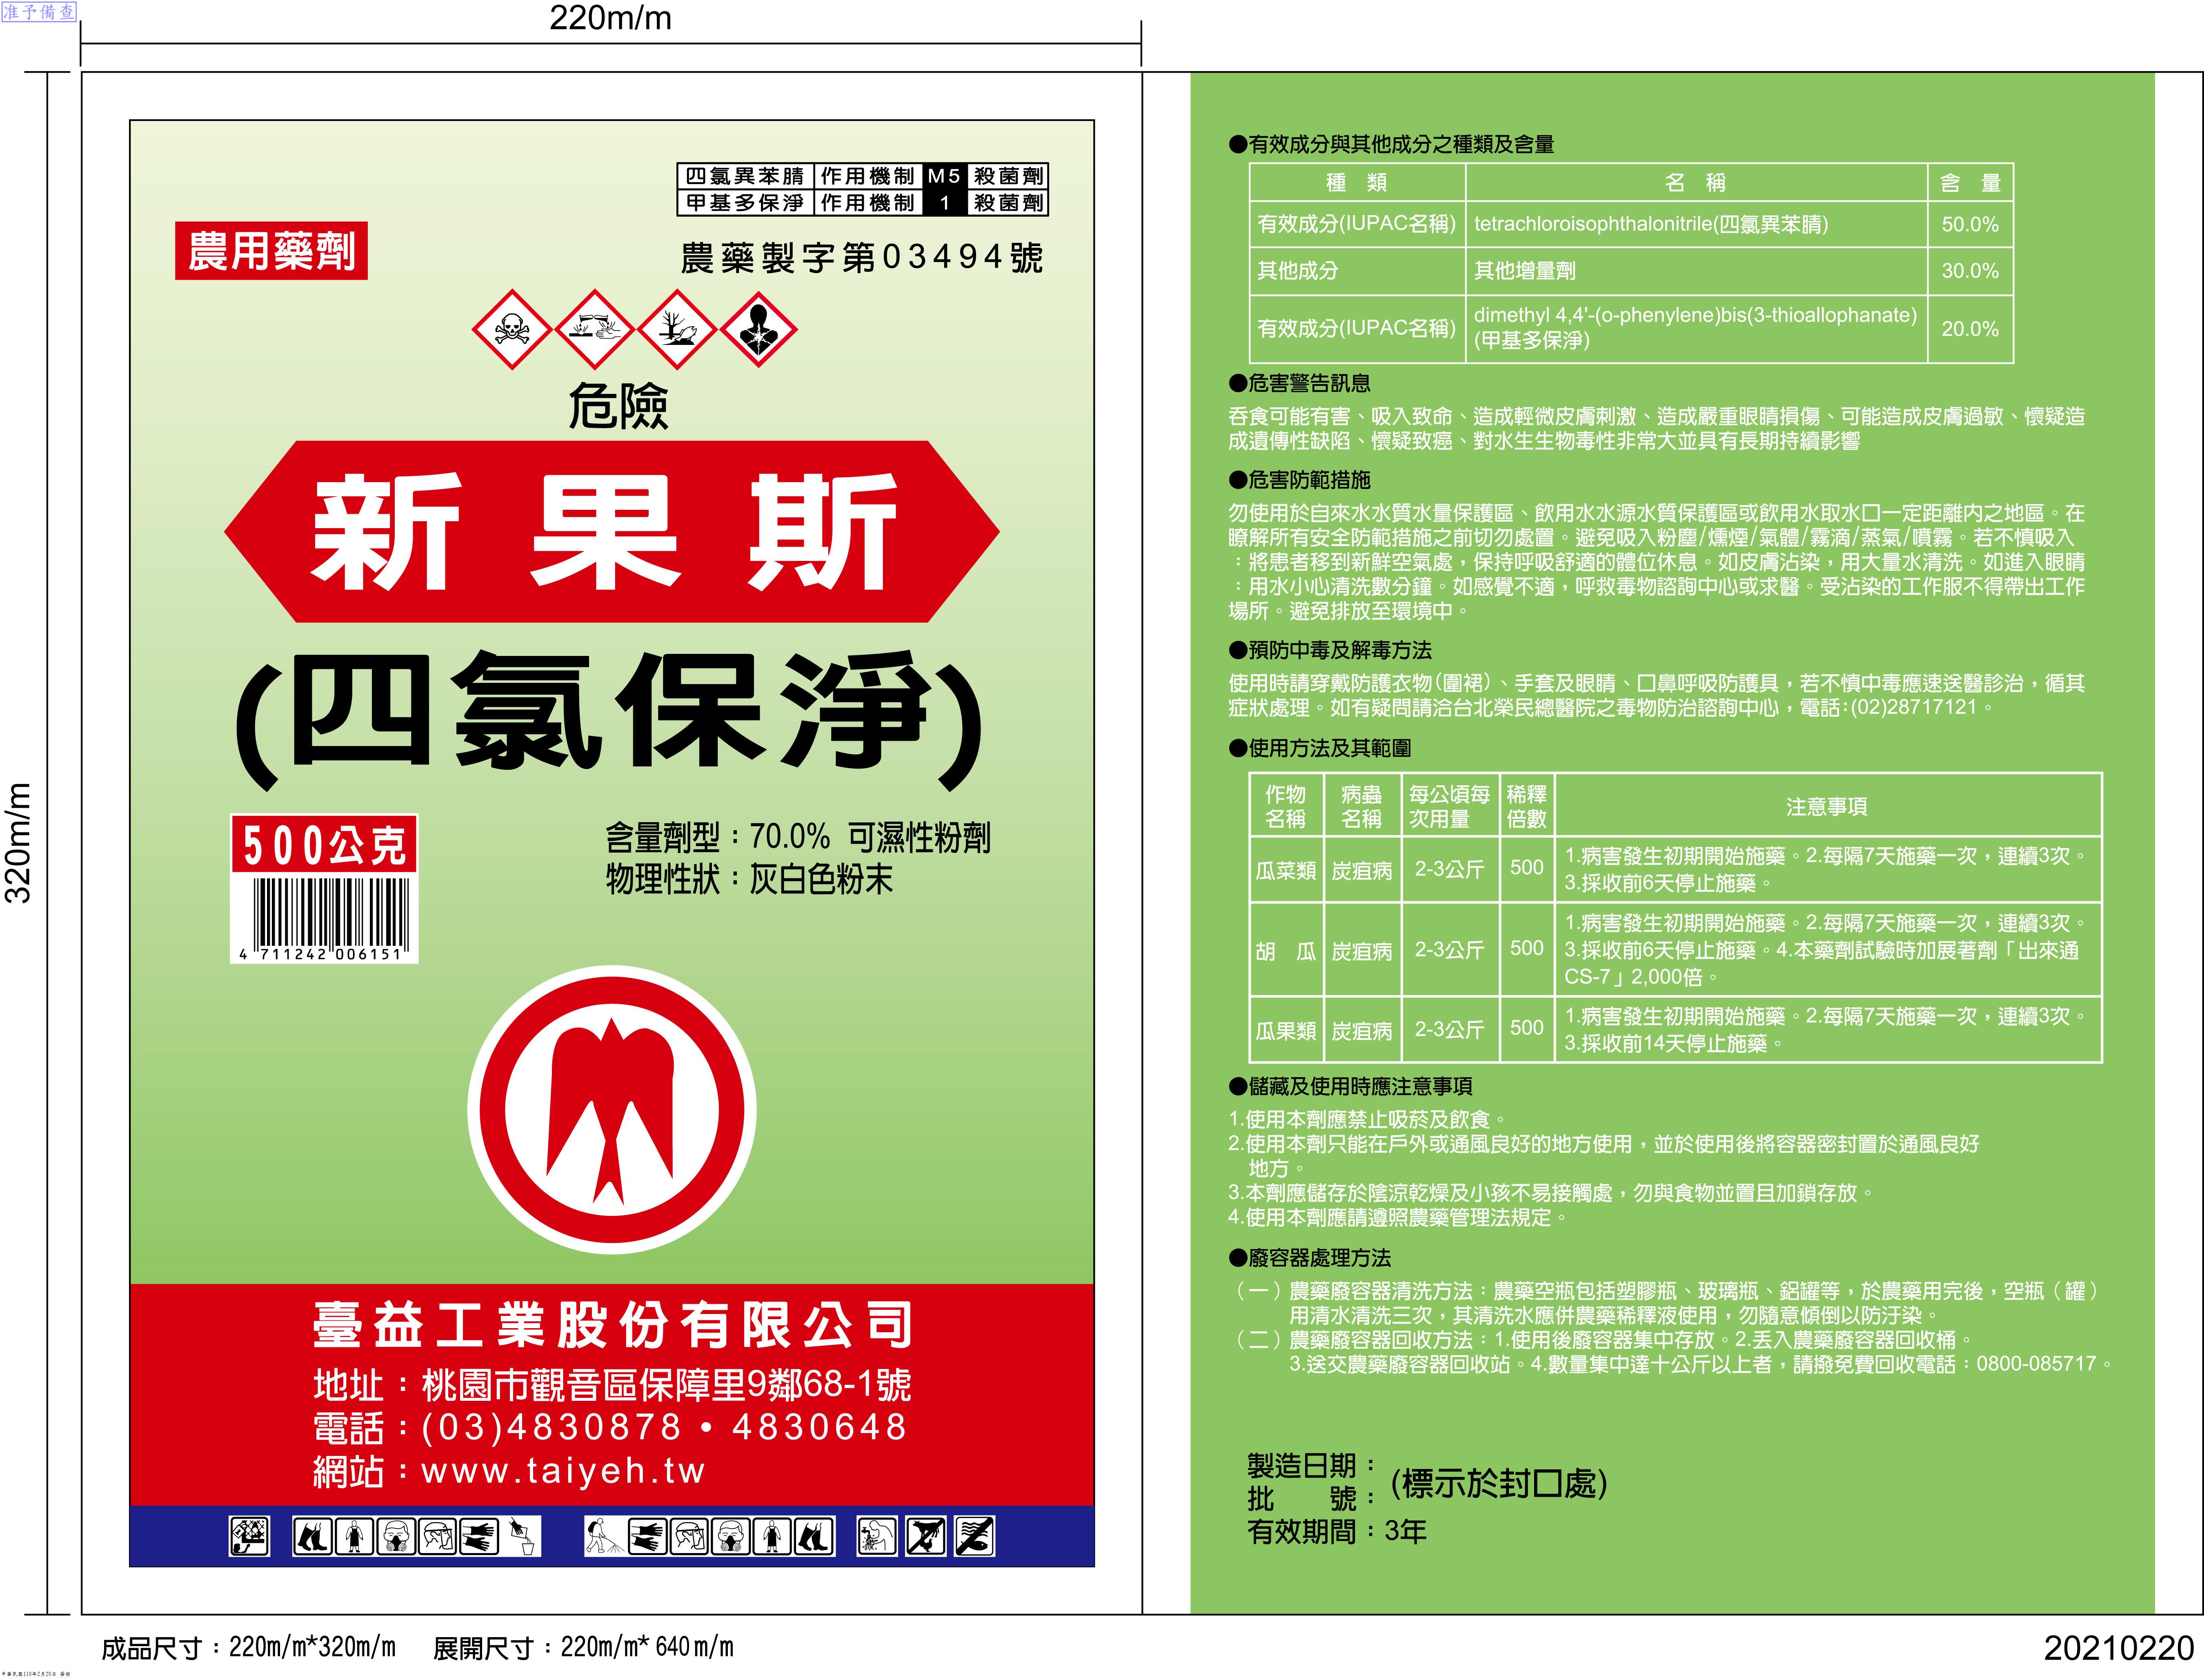 准予備查
220m/m
320m/m
四氯異苯腈 作用機制 M5 殺菌劑
甲基多保淨 作用機制 1 殺菌劑
農用藥劑
農藥製字第03494號
危險
新果斯
(四氯保淨)
500公克
4 711242 006151
含量劑型：70.0% 可濕性粉劑
物理性狀：灰白色粉末
臺益工業股份有限公司
地址：桃園市觀音區保障里9鄰68-1號
電話：(03)4830878・4830648
網站：www.taiyeh.tw
●有效成分與其他成分之種類及含量
種 類 名 稱 含 量
有效成分(IUPAC名稱) tetrachloroisophthalonitrile(四氯異苯腈) 50.0%
其他成分 其他增量劑 30.0%
有效成分(IUPAC名稱) dimethyl 4,4'-(o-phenylene)bis(3-thioallophanate) 20.0%
(甲基多保淨)
●危害警告訊息
吞食可能有害、吸入致命、造成輕微皮膚刺激、造成嚴重眼睛損傷、可能造成皮膚過敏、懷疑造
成遺傳性缺陷、懷疑致癌、對水生生物毒性非常大並具有長期持續影響
●危害防範措施
勿使用於自來水水質水量保護區、飲用水水源水質保護區或飲用水取水口一定距離內之地區。在
瞭解所有安全防範措施之前切勿處置。避免吸入粉塵/燻煙/氣體/霧滴/蒸氣/噴霧。若不慎吸入
：將患者移到新鮮空氣處，保持呼吸舒適的體位休息。如皮膚沾染，用大量水清洗。如進入眼睛
：用水小心清洗數分鐘。如感覺不適，呼救毒物諮詢中心或求醫。受沾染的工作服不得帶出工作
場所。避免排放至環境中。
●預防中毒及解毒方法
使用時請穿戴防護衣物(圍裙)、手套及眼睛、口鼻呼吸防護具，若不慎中毒應速送醫診治，循其
症狀處理。如有疑問請洽台北榮民總醫院之毒物防治諮詢中心，電話：(02)28717121。
●使用方法及其範圍
作物 病蟲 每公頃每 稀釋 注意事項
名稱 名稱 次用量 倍數
瓜菜類 炭疽病 2-3公斤 500 1.病害發生初期開始施藥。2.每隔7天施藥一次，連續3次。
3.採收前6天停止施藥。
胡 瓜 炭疽病 2-3公斤 500 1.病害發生初期開始施藥。2.每隔7天施藥一次，連續3次。
3.採收前6天停止施藥。4.本藥劑試驗時加展著劑「出來通
CS-7」2,000倍。
瓜果類 炭疽病 2-3公斤 500 1.病害發生初期開始施藥。2.每隔7天施藥一次，連續3次。
3.採收前14天停止施藥。
●儲藏及使用時應注意事項
1.使用本劑應禁止吸菸及飲食。
2.使用本劑只能在戶外或通風良好的地方使用，並於使用後將容器密封置於通風良好
地方。
3.本劑應儲存於陰涼乾燥及小孩不易接觸處，勿與食物並置且加鎖存放。
4.使用本劑應請遵照農藥管理法規定。
●廢容器處理方法
（一）農藥廢容器清洗方法：農藥空瓶包括塑膠瓶、玻璃瓶、鋁罐等，於農藥用完後，空瓶（罐）
用清水清洗三次，其清洗水應併農藥稀釋液使用，勿隨意傾倒以防汙染。
（二）農藥廢容器回收方法：1.使用後廢容器集中存放。2.丟入農藥廢容器回收桶。
3.送交農藥廢容器回收站。4.數量集中達十公斤以上者，請撥免費回收電話：0800-085717。
製造日期：
批 號：(標示於封口處)
有效期間：3年
成品尺寸：220m/m*320m/m 展開尺寸：220m/m* 640m/m
20210220